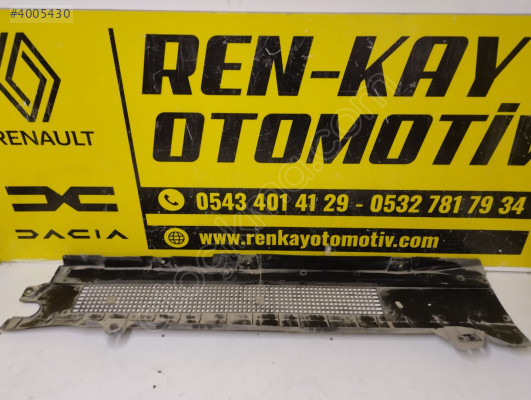 #4005430
REN-KAY
OTOMOTİV
RENAULT
0543 401 41 29 - 0532 781 79 34
DACIA
www.renkayotomotiv.com